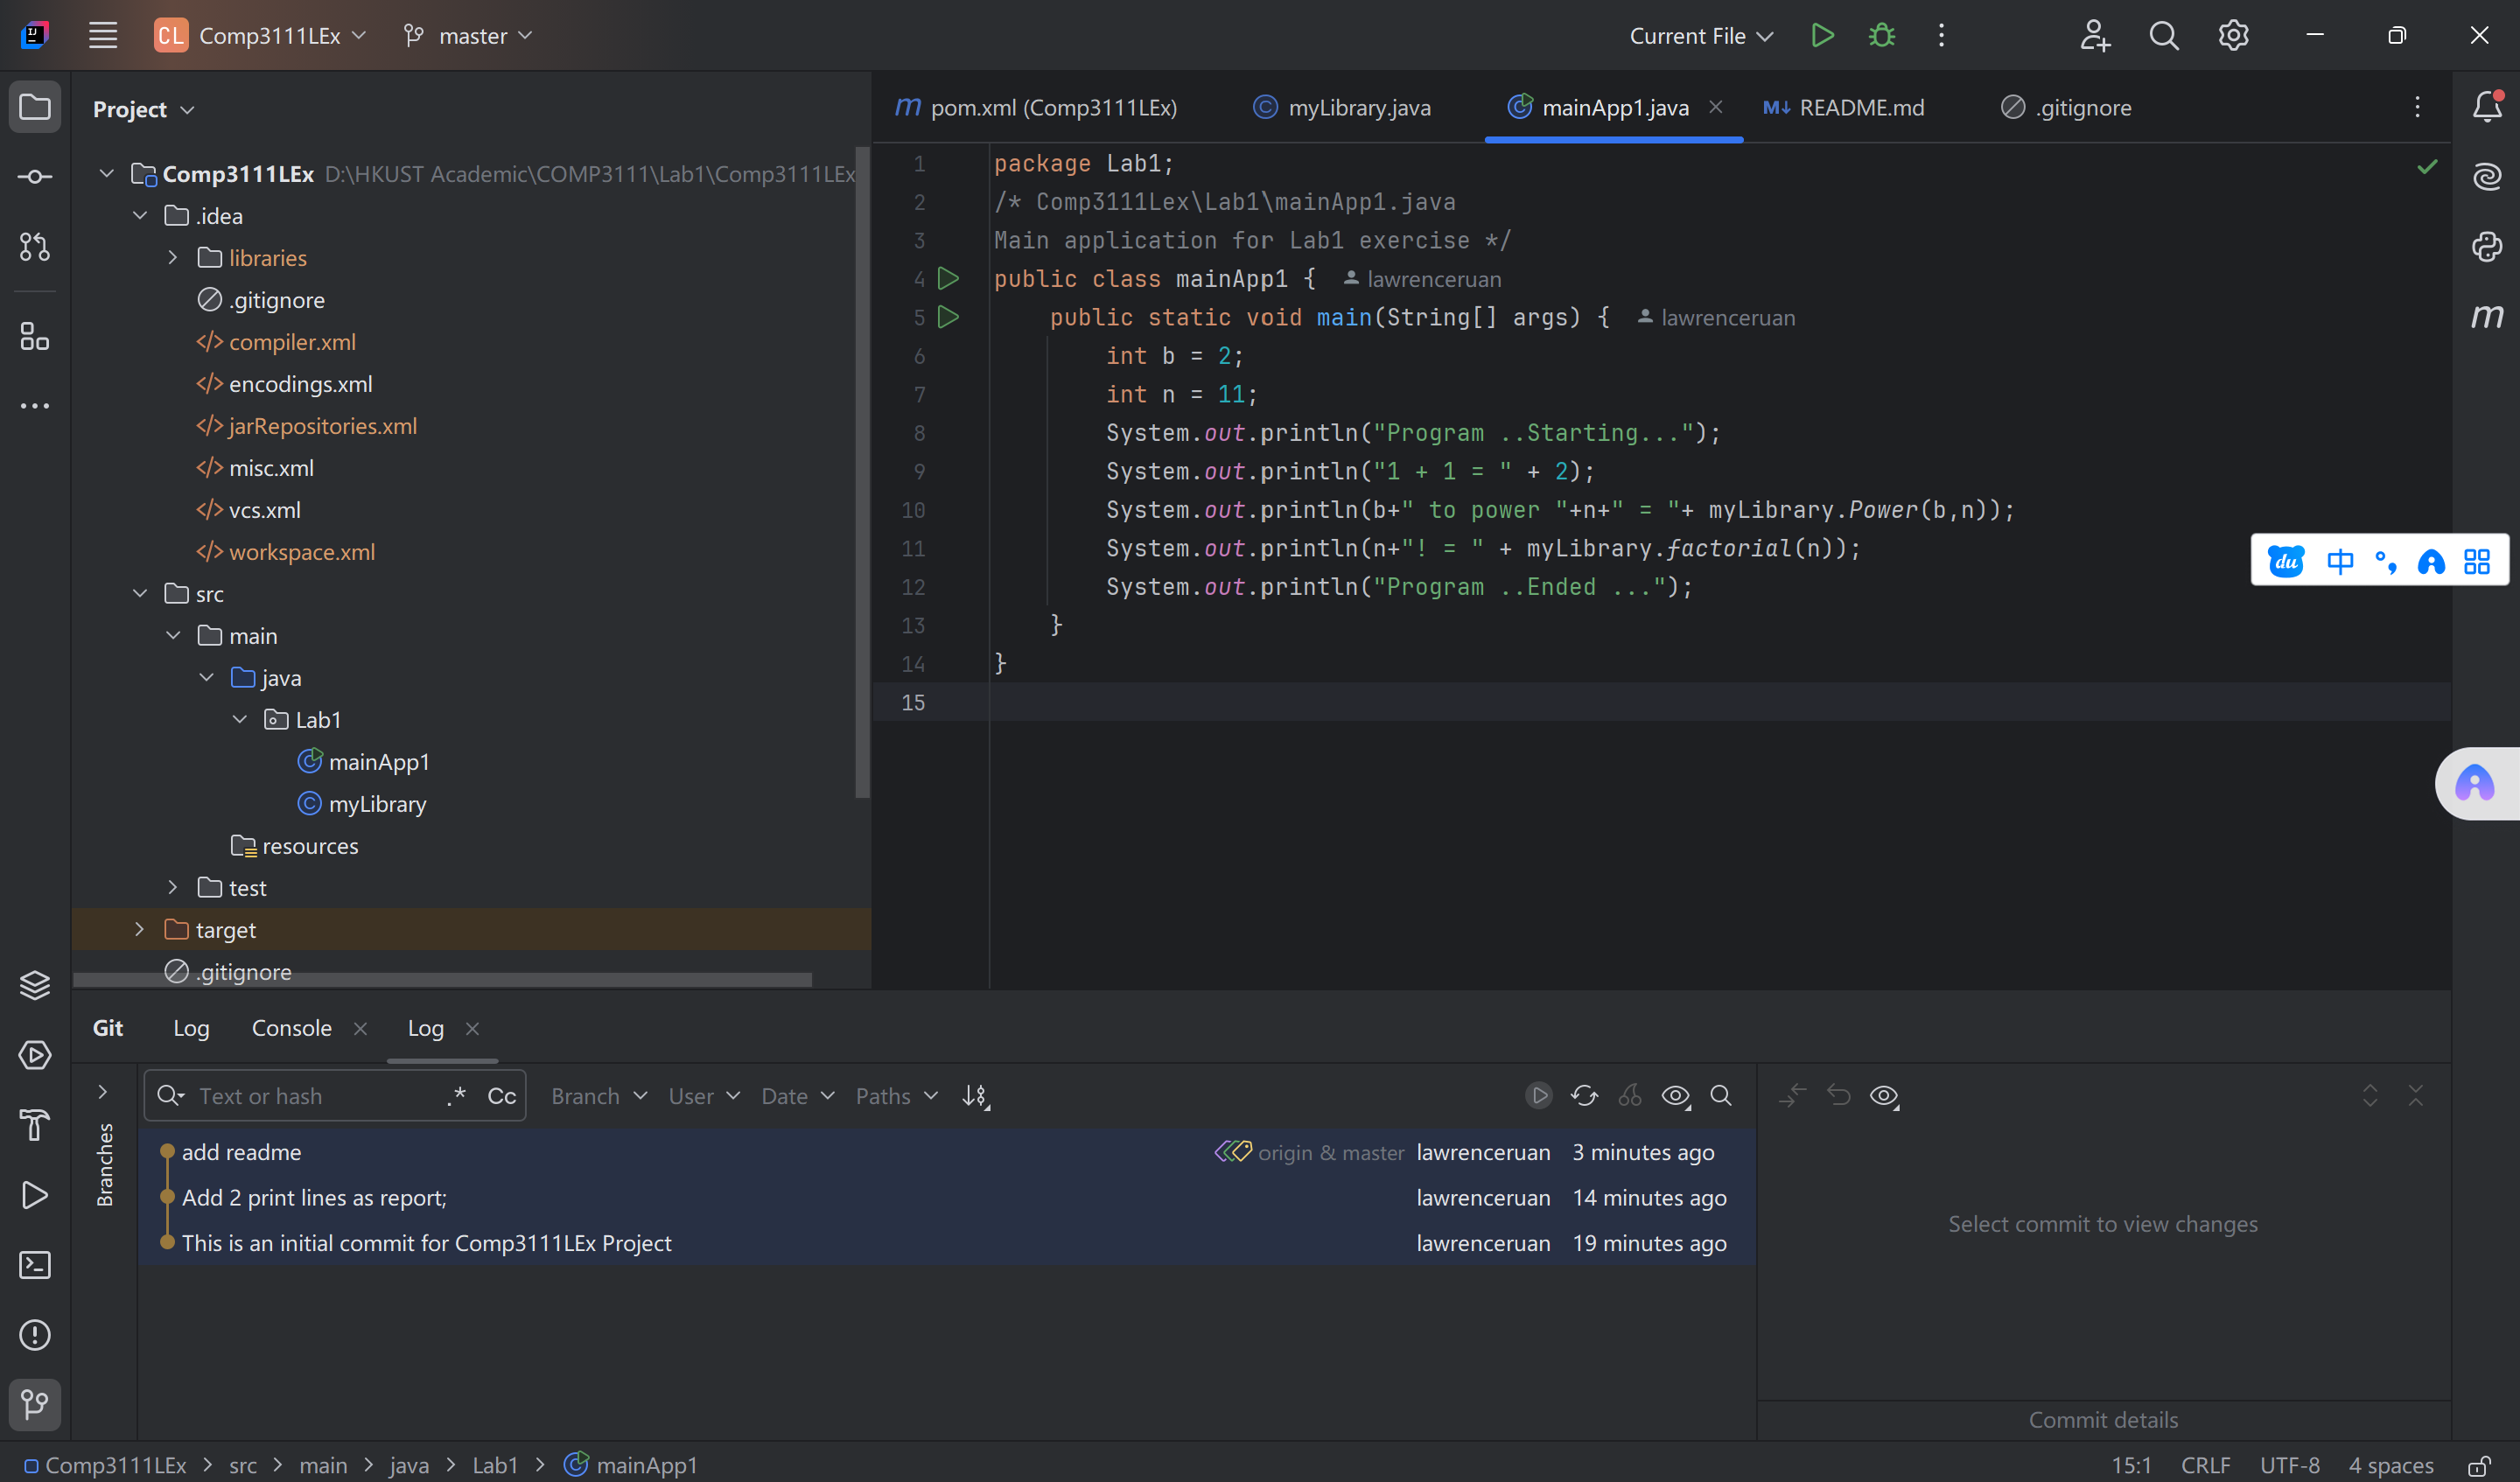 CL Comp3111LEx master Current File
Project
pom.xml (Comp3111LEx) myLibrary.java mainApp1.java README.md .gitignore
Comp3111LEx D:\HKUST Academic\COMP3111\Lab1\Comp3111LEx
.idea
libraries
.gitignore
compiler.xml
encodings.xml
jarRepositories.xml
misc.xml
vcs.xml
workspace.xml
src
main
java
Lab1
mainApp1
myLibrary
resources
test
target
.gitignore
1 package Lab1;
2 /* Comp3111Lex\Lab1\mainApp1.java
3 Main application for Lab1 exercise */
4 public class mainApp1 { lawrenceruan
5 public static void main(String[] args) { lawrenceruan
6 int b = 2;
7 int n = 11;
8 System.out.println("Program ..Starting...");
9 System.out.println("1 + 1 = " + 2);
10 System.out.println(b+" to power "+n+" = "+ myLibrary.Power(b,n));
11 System.out.println(n+"! = " + myLibrary.factorial(n));
12 System.out.println("Program ..Ended ...");
13 }
14 }
15
du 中
Git Log Console Log
Branches
Text or hash .* Cc Branch User Date Paths
add readme origin & master lawrenceruan 3 minutes ago
Add 2 print lines as report; lawrenceruan 14 minutes ago
This is an initial commit for Comp3111LEx Project lawrenceruan 19 minutes ago
Select commit to view changes
Commit details
Comp3111LEx > src > main > java > Lab1 > mainApp1 15:1 CRLF UTF-8 4 spaces